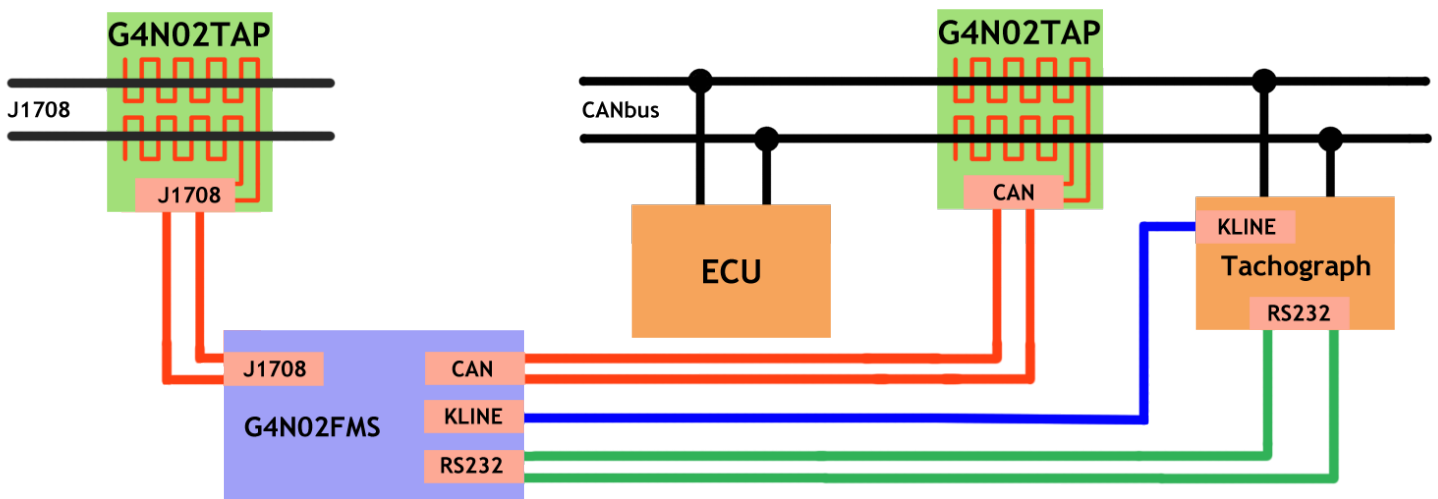 G4N02TAP
J1708
J1708
G4N02TAP
CANbus
CAN
ECU
KLINE
Tachograph
RS232
J1708
CAN
KLINE
G4N02FMS
RS232